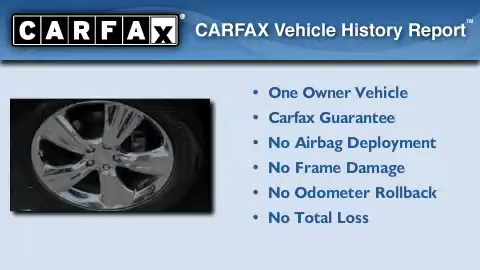 CARFAX®
CARFAX Vehicle History Report™
• One Owner Vehicle
• Carfax Guarantee
• No Airbag Deployment
• No Frame Damage
• No Odometer Rollback
• No Total Loss